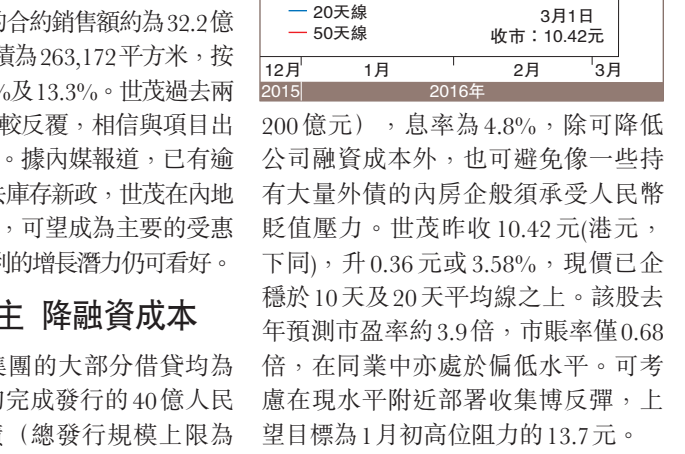 的合約銷售額約為32.2億
積為263,172平方米，按
%及13.3%。世茂過去兩
較反覆，相信與項目出
。據內媒報道，已有逾
去庫存新政，世茂在內地
，可望成為主要的受惠
利的增長潛力仍可看好。
主 降融資成本
集團的大部分借貸均為
初完成發行的40億人民
債（總發行規模上限為
20天線
50天線
3月1日
收市：10.42元
12月 1月 2月 3月
2015 2016年
200億元），息率為4.8%，除可降低
公司融資成本外，也可避免像一些持
有大量外債的內房企般須承受人民幣
貶值壓力。世茂昨收10.42元(港元，
下同)，升0.36元或3.58%，現價已企
穩於10天及20天平均線之上。該股去
年預測市盈率約3.9倍，市賬率僅0.68
倍，在同業中亦處於偏低水平。可考
慮在現水平附近部署收集博反彈，上
望目標為1月初高位阻力的13.7元。